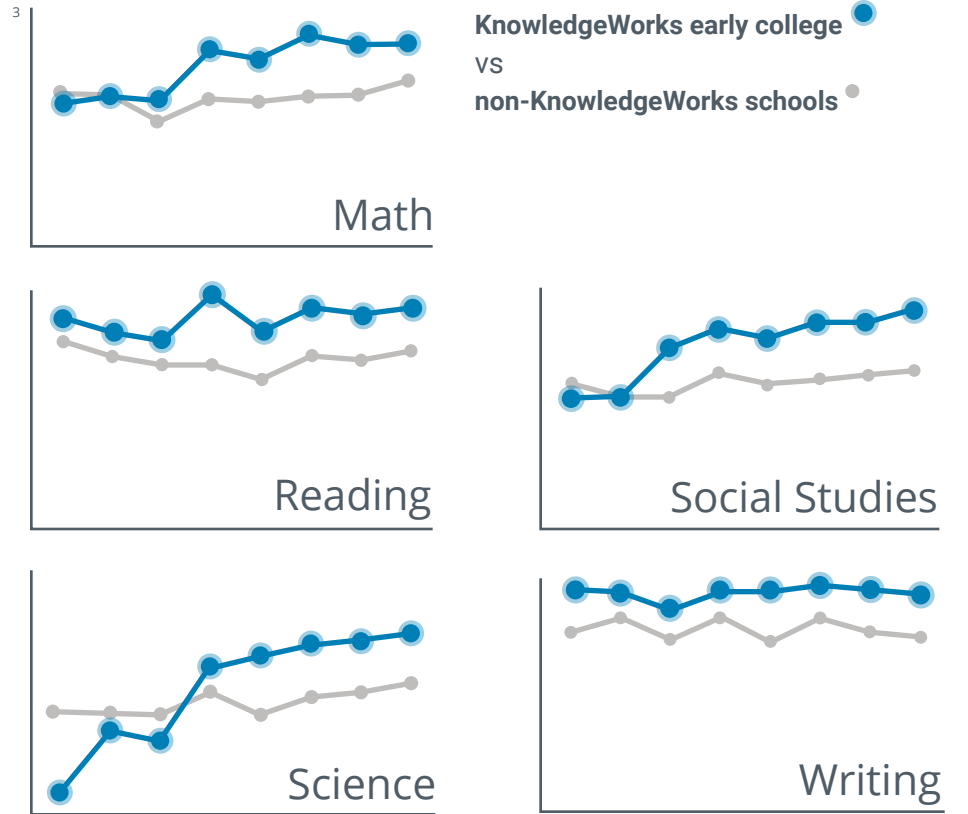 3
KnowledgeWorks early college
vs
non-KnowledgeWorks schools
Math
Reading
Social Studies
Science
Writing